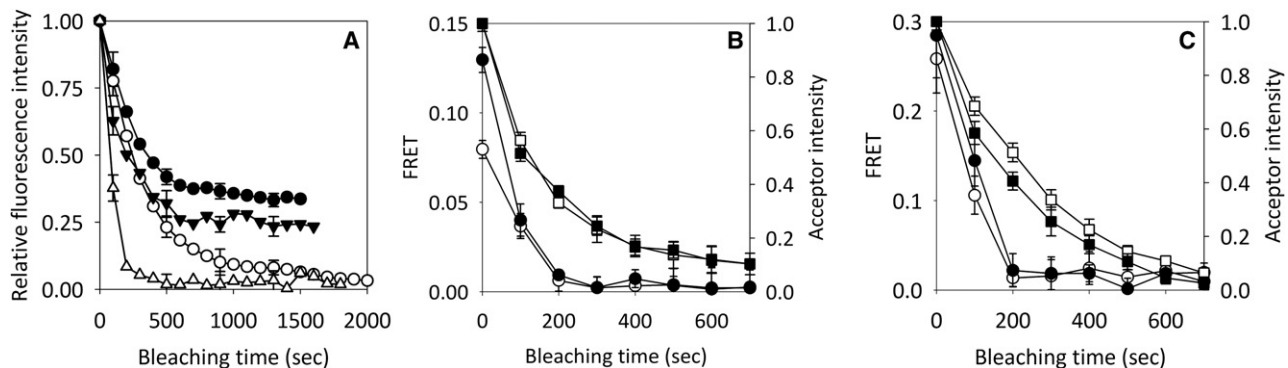 A
Relative fluorescence intensity
1.00
0.75
0.50
0.25
0.00
0 500 1000 1500 2000
Bleaching time (sec)
B
FRET
0.15
0.10
0.05
0.00
0 200 400 600
Bleaching time (sec)
1.0
0.8
0.6
0.4
0.2
0.0
Acceptor intensity
C
FRET
0.3
0.2
0.1
0.0
0 200 400 600
Bleaching time (sec)
1.0
0.8
0.6
0.4
0.2
0.0
Acceptor intensity